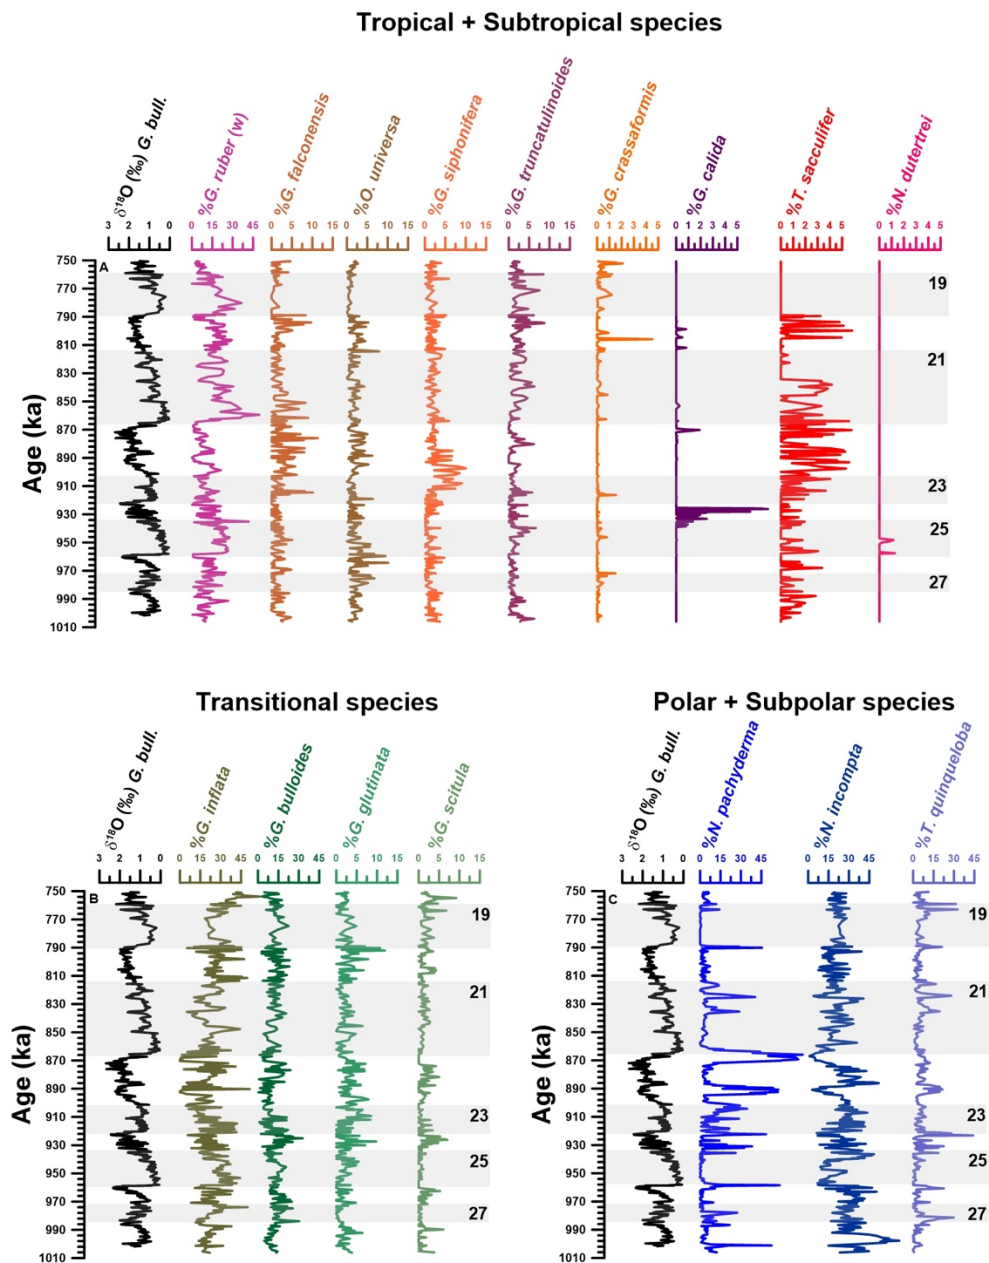 Tropical + Subtropical species
δ18O (‰) G. bull.
%G. ruber (w)
%G. falconensis
%O. universa
%G. siphonifera
%G. truncatulinoides
%G. crassaformis
%G. calida
%T. sacculifer
%N. dutertrei
3 2 1 0
0 15 30 45
0 5 10 15
0 5 10 15
0 5 10 15
0 5 10 15
0 1 2 3 4 5
0 1 2 3 4 5
0 1 2 3 4 5
0 1 2 3 4 5
A
Age (ka)
750
770
790
810
830
850
870
890
910
930
950
970
990
1010
19
21
23
25
27
Transitional species
δ18O (‰) G. bull.
%G. inflata
%G. bulloides
%G. glutinata
%G. scitula
3 2 1 0
0 15 30 45
0 15 30 45
0 5 10 15
0 5 10 15
B
Age (ka)
750
770
790
810
830
850
870
890
910
930
950
970
990
1010
19
21
23
25
27
Polar + Subpolar species
δ18O (‰) G. bull.
%N. pachyderma
%N. incompta
%T. quinqueloba
3 2 1 0
0 15 30 45
0 15 30 45
0 15 30 45
C
Age (ka)
750
770
790
810
830
850
870
890
910
930
950
970
990
1010
19
21
23
25
27